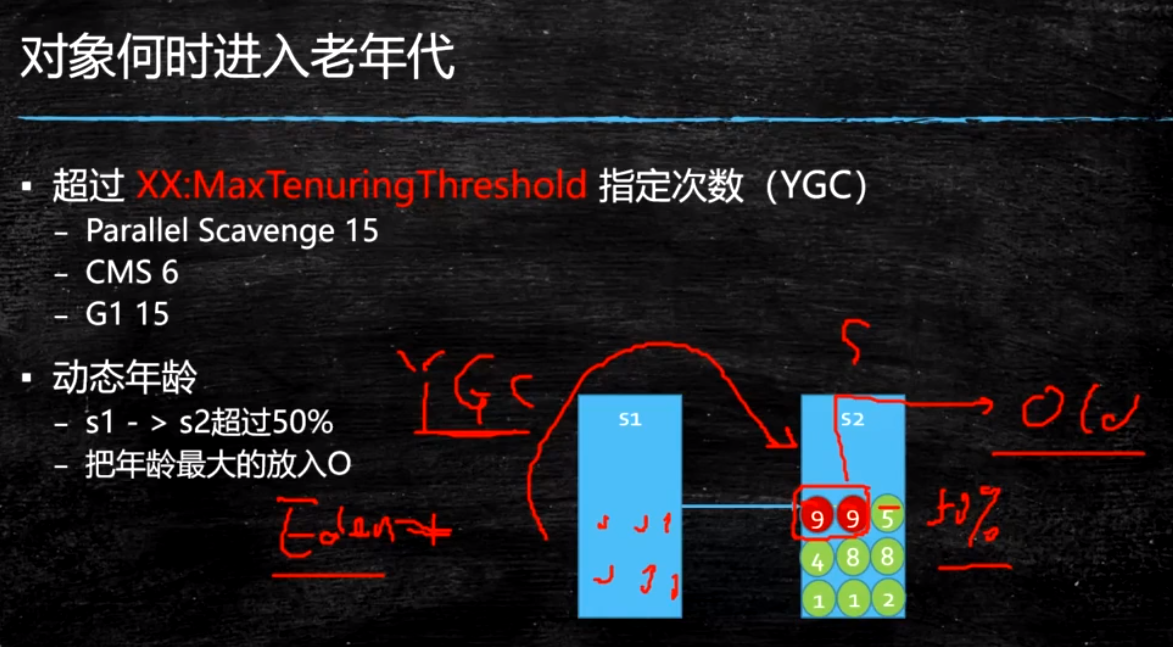 对象何时进入老年代
▪ 超过 XX:MaxTenuringThreshold 指定次数（YGC）
– Parallel Scavenge 15
– CMS 6
– G1 15
▪ 动态年龄
– s1 - > s2超过50%
– 把年龄最大的放入O
YGC
Eden
S
Old
50%
S1
S2
9 9 5
4 8 8
1 1 2